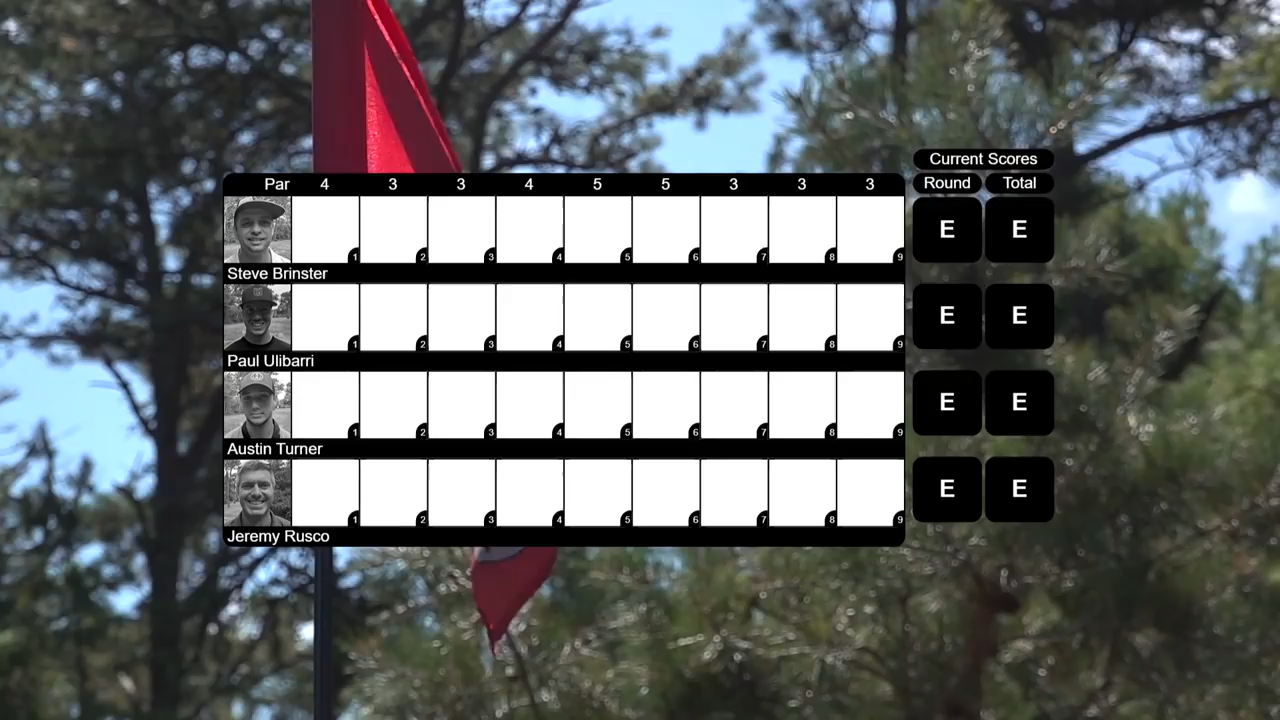 Current Scores
Par 4 3 3 4 5 5 3 3 3
Round Total
1 2 3 4 5 6 7 8 9
E E
Steve Brinster
1 2 3 4 5 6 7 8 9
E E
Paul Ulibarri
1 2 3 4 5 6 7 8 9
E E
Austin Turner
1 2 3 4 5 6 7 8 9
E E
Jeremy Rusco